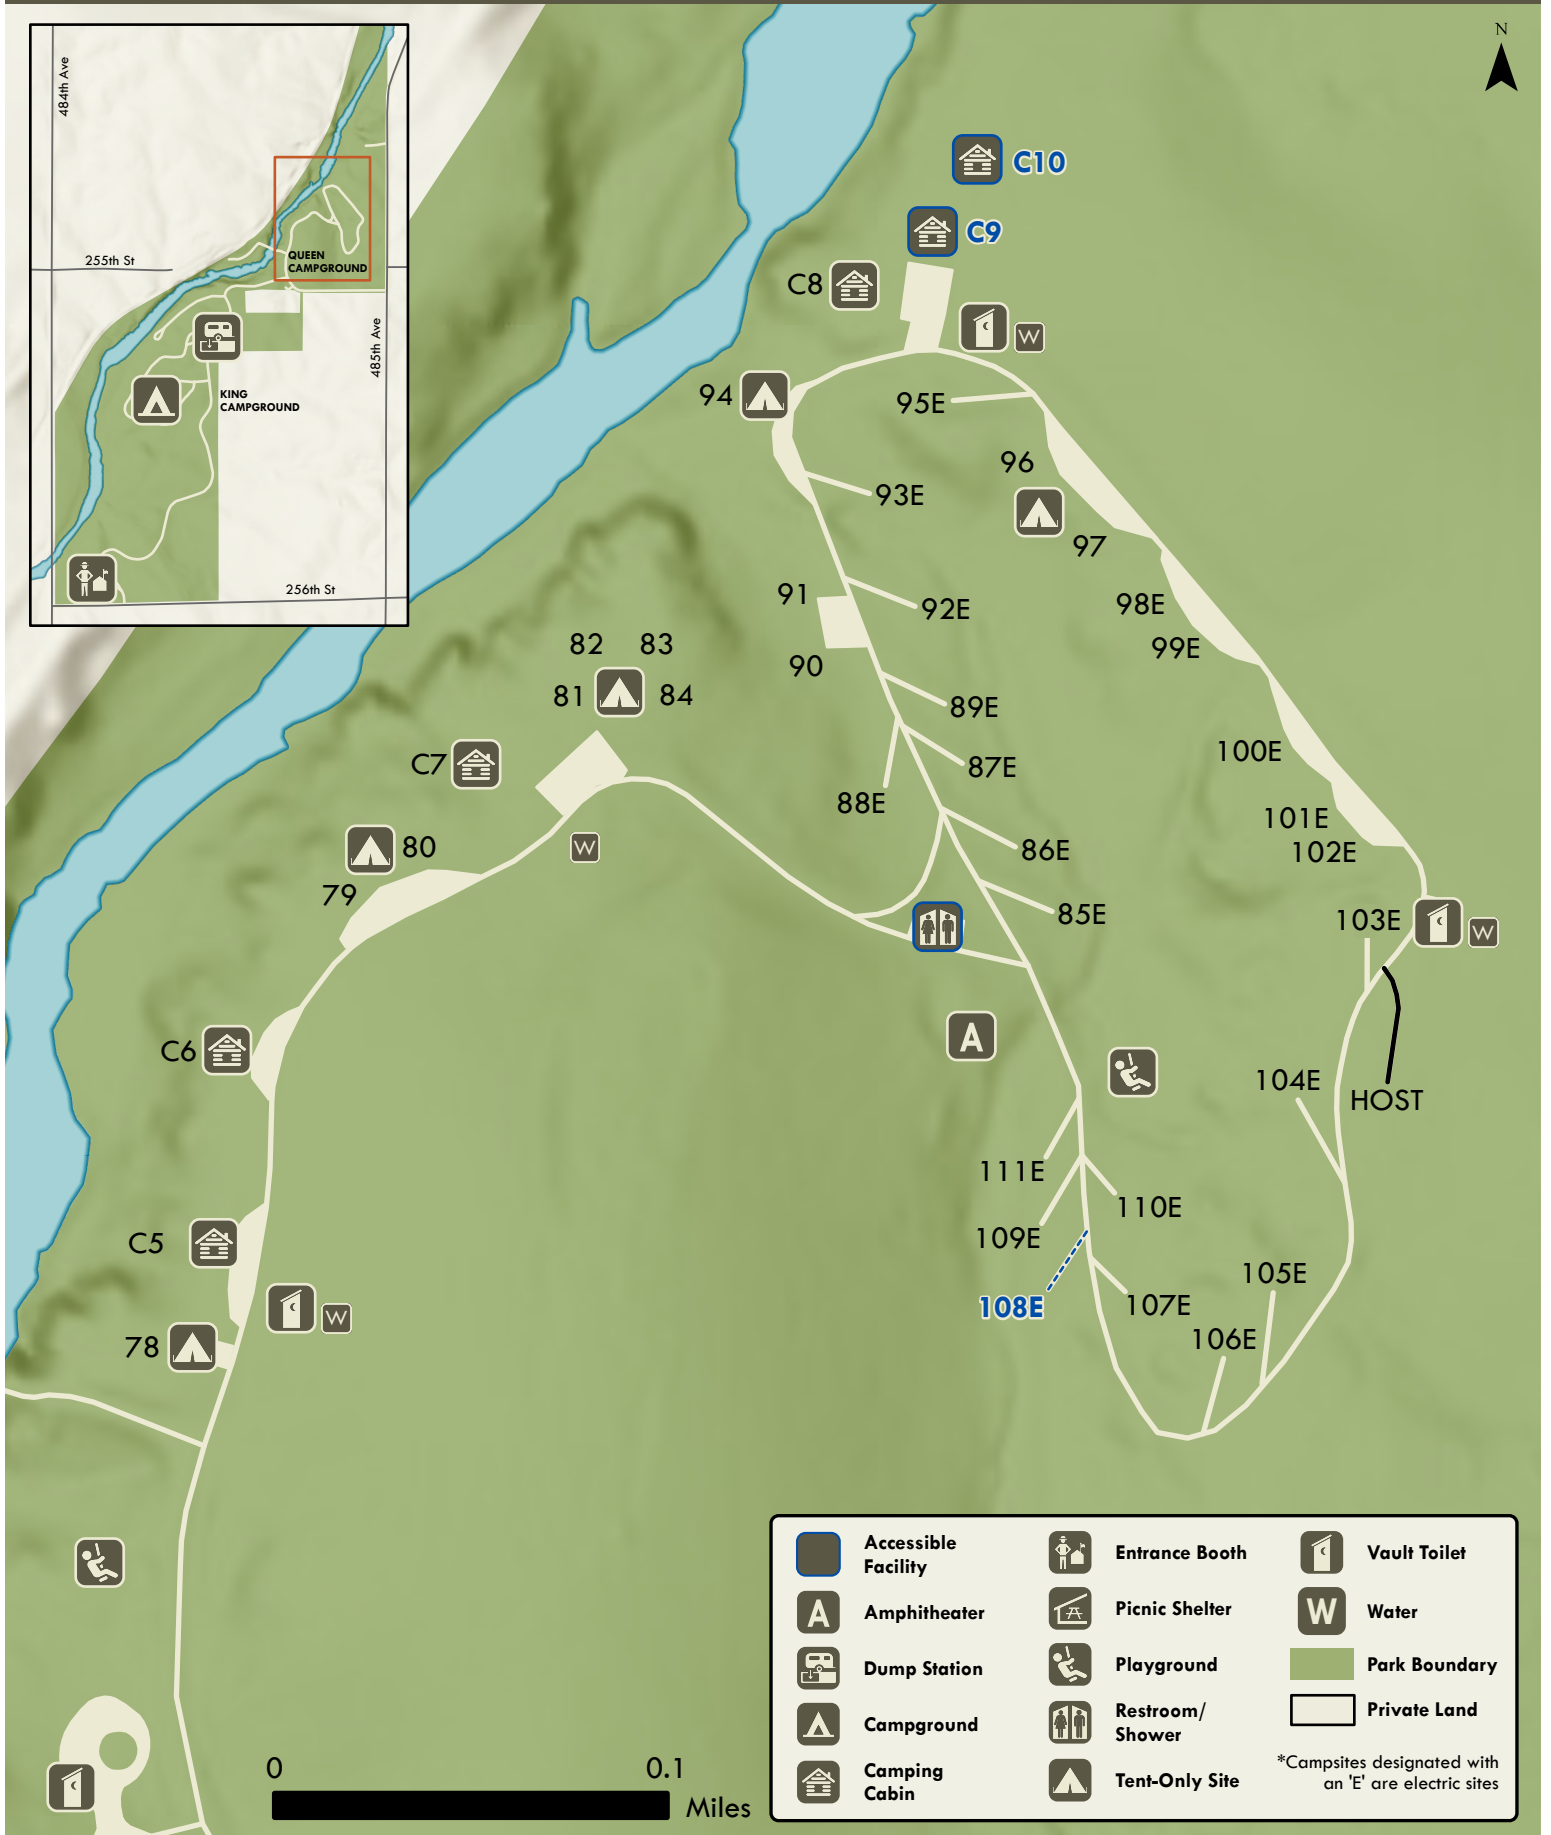 N
484th Ave
255th St
QUEEN
CAMPGROUND
485th Ave
KING
CAMPGROUND
256th St
C10
C9
C8
W
94
95E
96
93E
97
91
92E
98E
82 83
99E
90
81 84
89E
100E
C7
87E
88E
101E
80
W
86E
102E
79
85E
103E
W
A
C6
104E
HOST
111E
110E
C5
109E
105E
108E
107E
W
78
106E
0 0.1
Miles
Accessible
Facility
A Amphitheater
Dump Station
Campground
Camping
Cabin
Entrance Booth
Picnic Shelter
Playground
Restroom/
Shower
Tent-Only Site
Vault Toilet
W Water
Park Boundary
Private Land
*Campsites designated with
an 'E' are electric sites